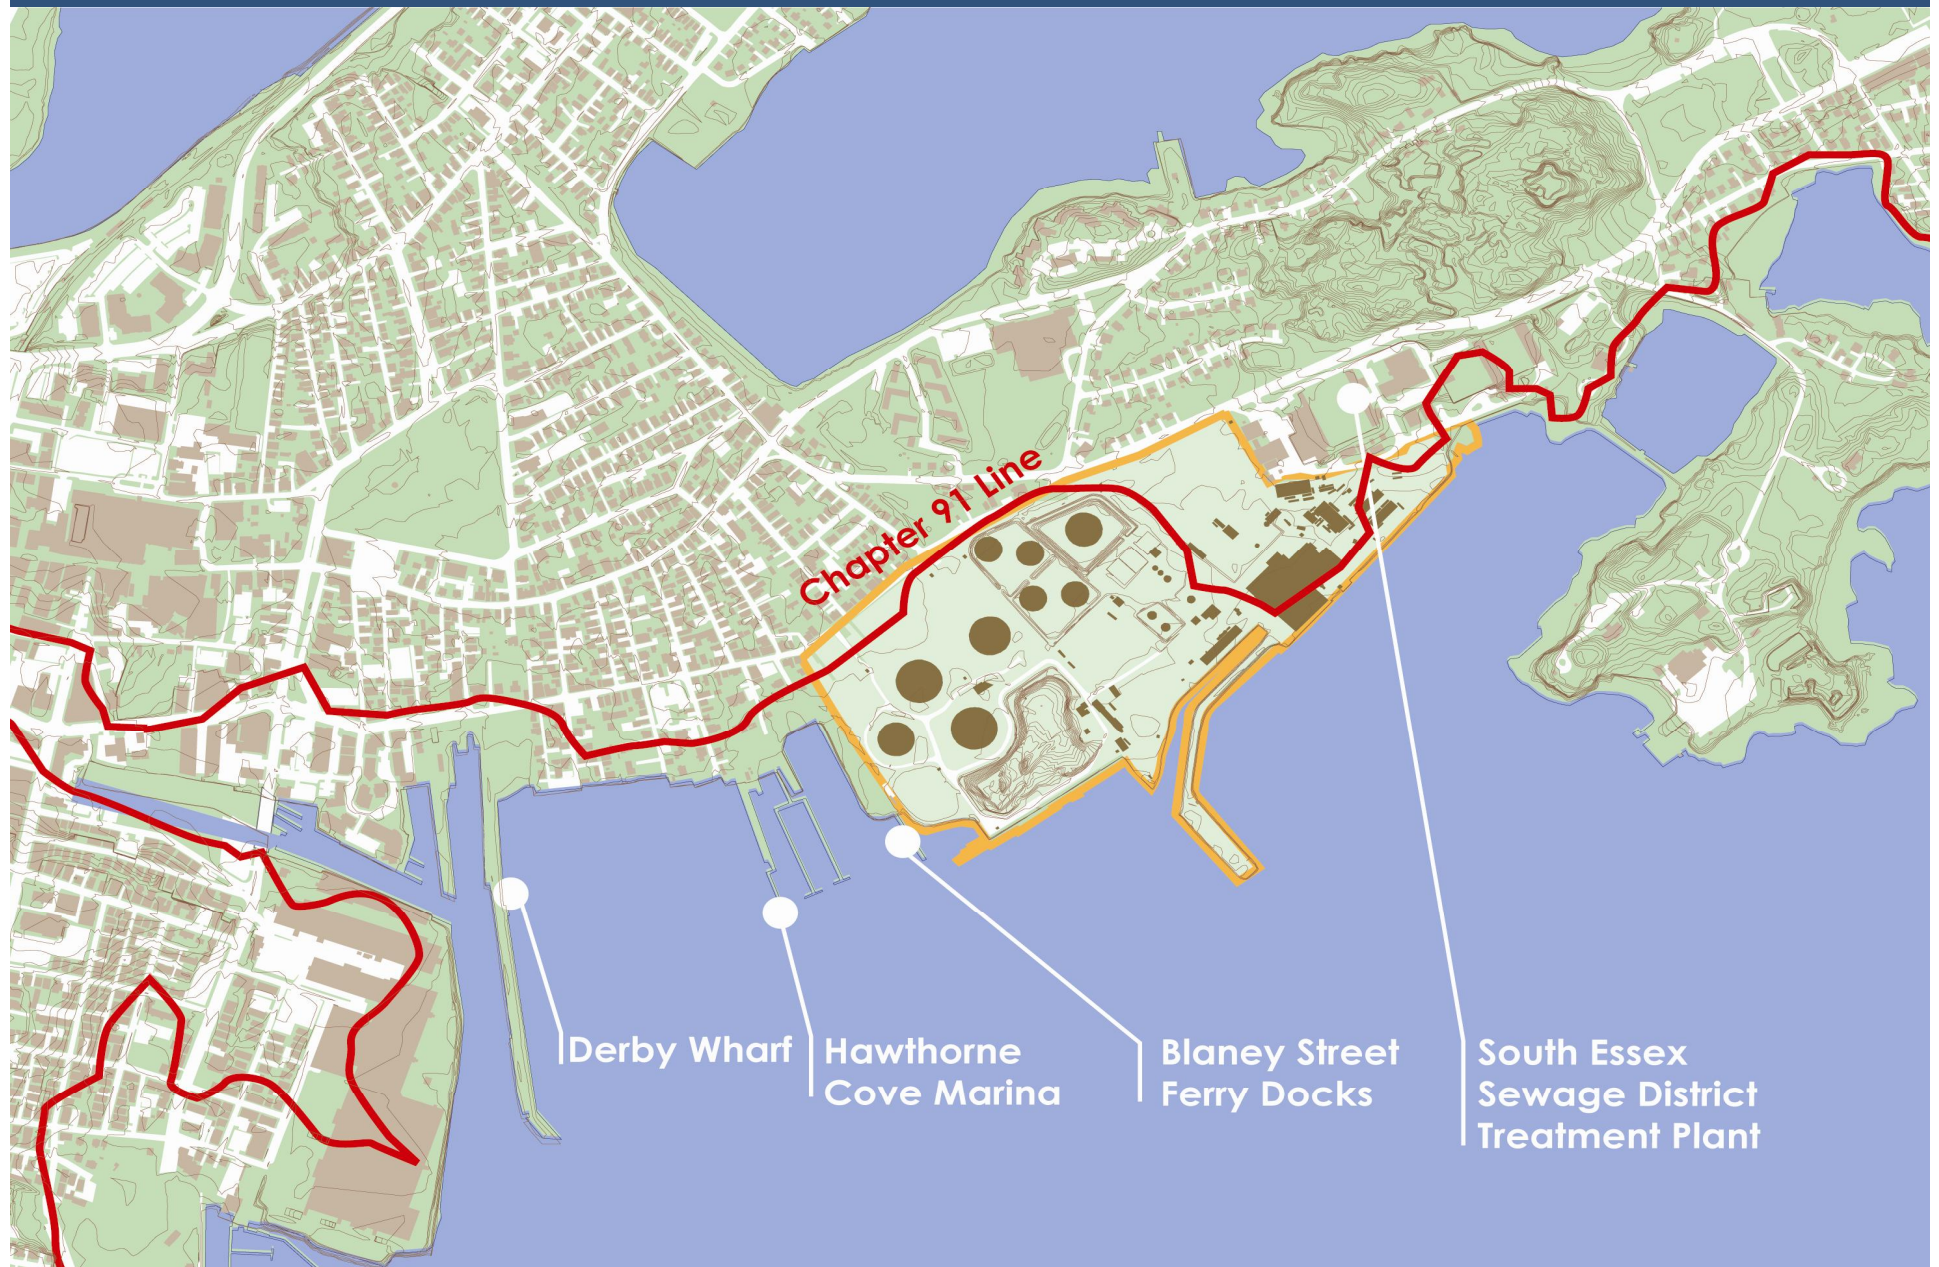 Chapter 91 Line
Derby Wharf
Hawthorne
Cove Marina
Blaney Street
Ferry Docks
South Essex
Sewage District
Treatment Plant